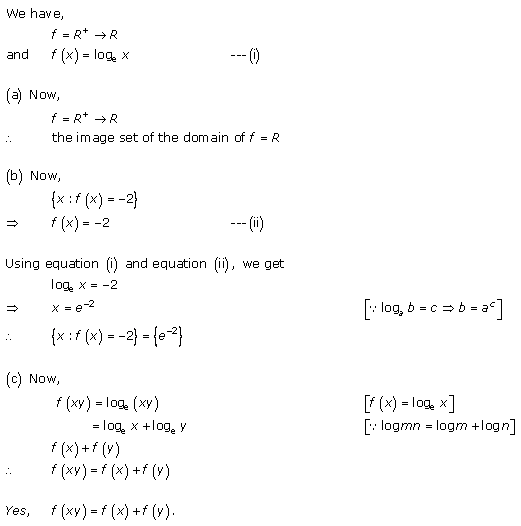 We have,
f = R⁺ → R
and f(x) = logₑ x ---(i)
(a) Now,
f = R⁺ → R
∴ the image set of the domain of f = R
(b) Now,
{x : f(x) = −2}
⇒ f(x) = −2 ---(ii)
Using equation (i) and equation (ii), we get
logₑ x = −2
⇒ x = e⁻² [∵ logₐ b = c ⇒ b = aᶜ]
∴ {x : f(x) = −2} = {e⁻²}
(c) Now,
f(xy) = logₑ(xy) [f(x) = logₑ x]
= logₑ x + logₑ y [∵ logmn = logm + logn]
f(x) + f(y)
∴ f(xy) = f(x) + f(y)
Yes, f(xy) = f(x) + f(y).